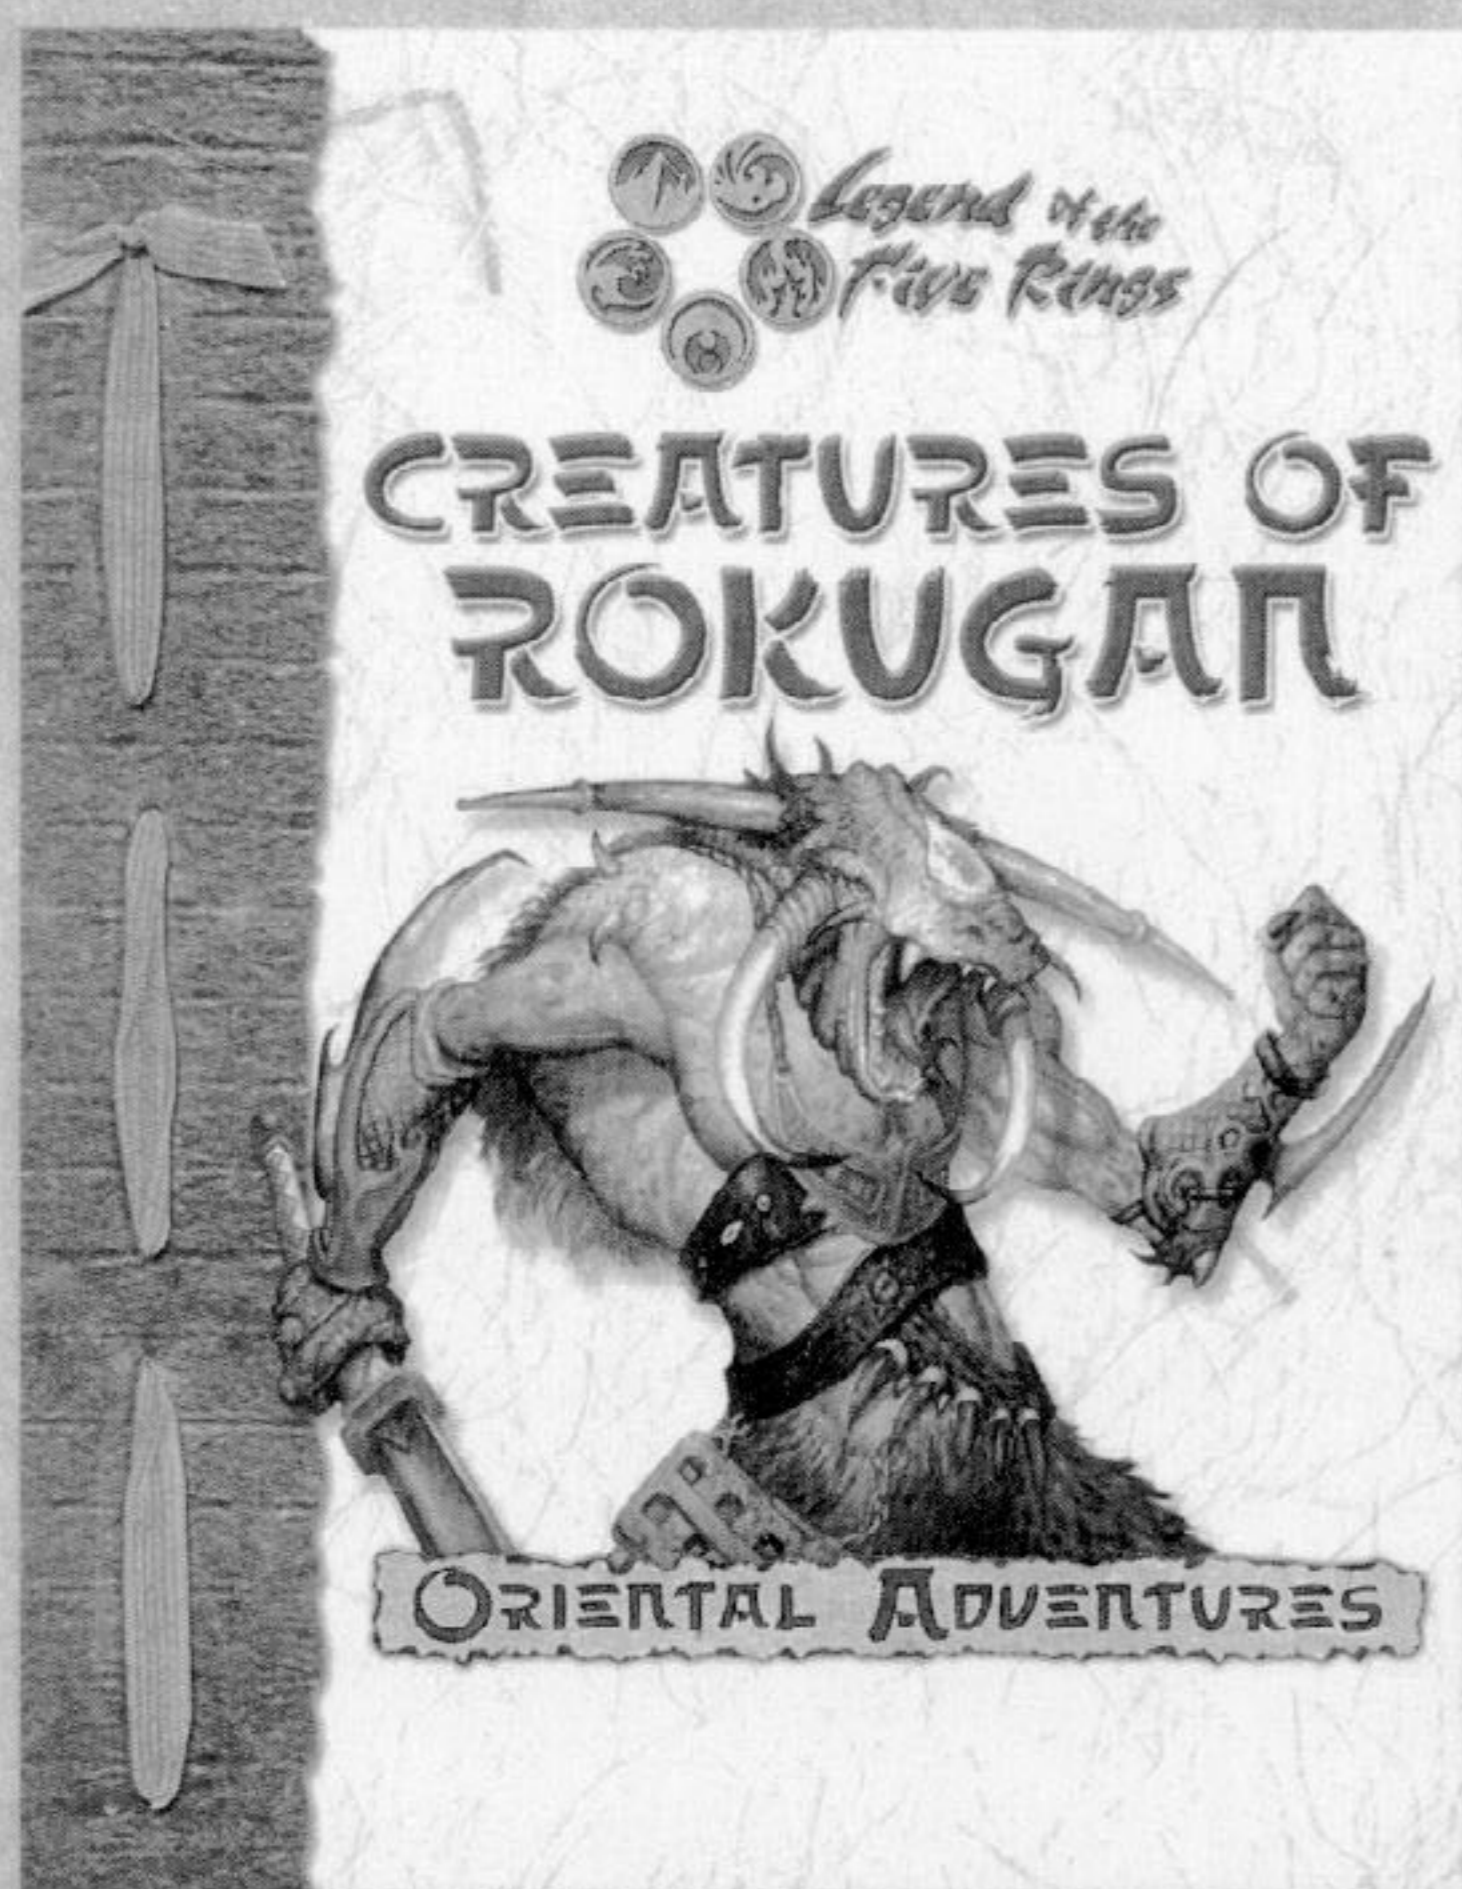 Legend of the
Five Rings
CREATURES OF
ROKUGAN
ORIENTAL ADVENTURES